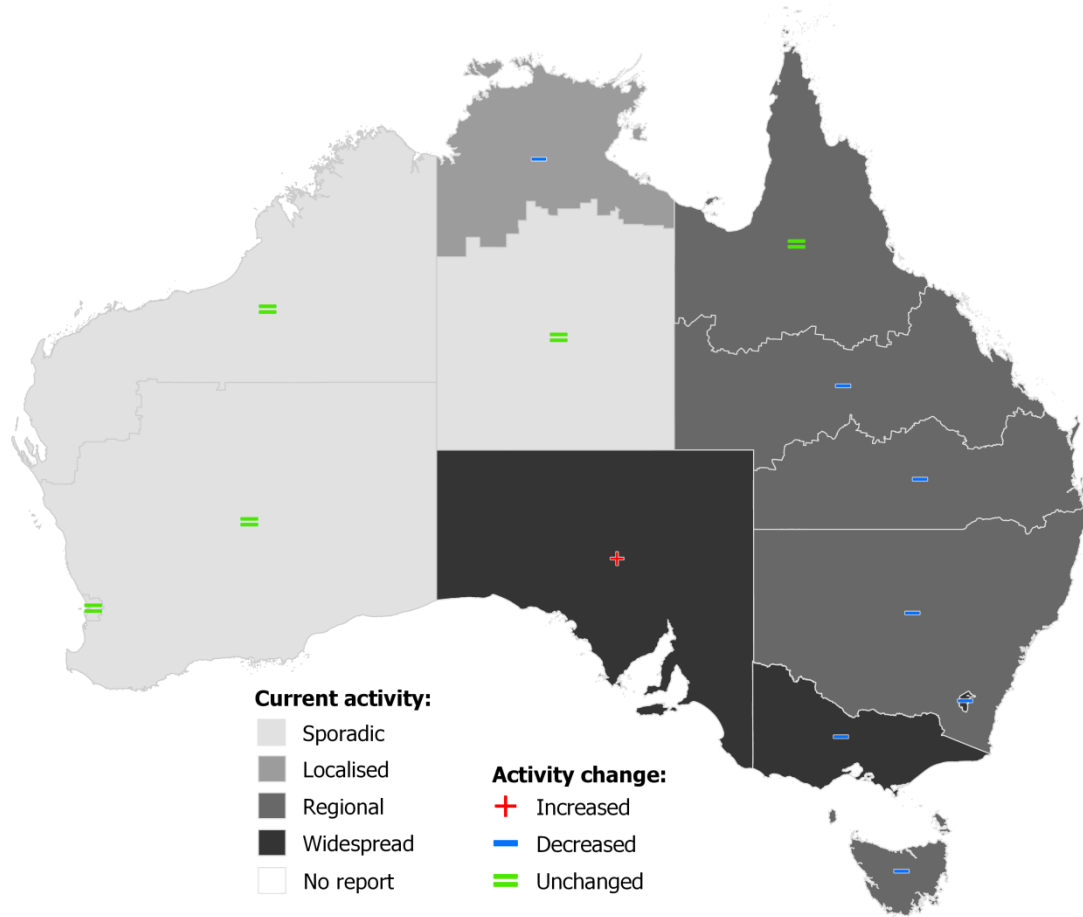 Current activity:
Sporadic
Localised
Regional
Widespread
No report
Activity change:
Increased
Decreased
Unchanged